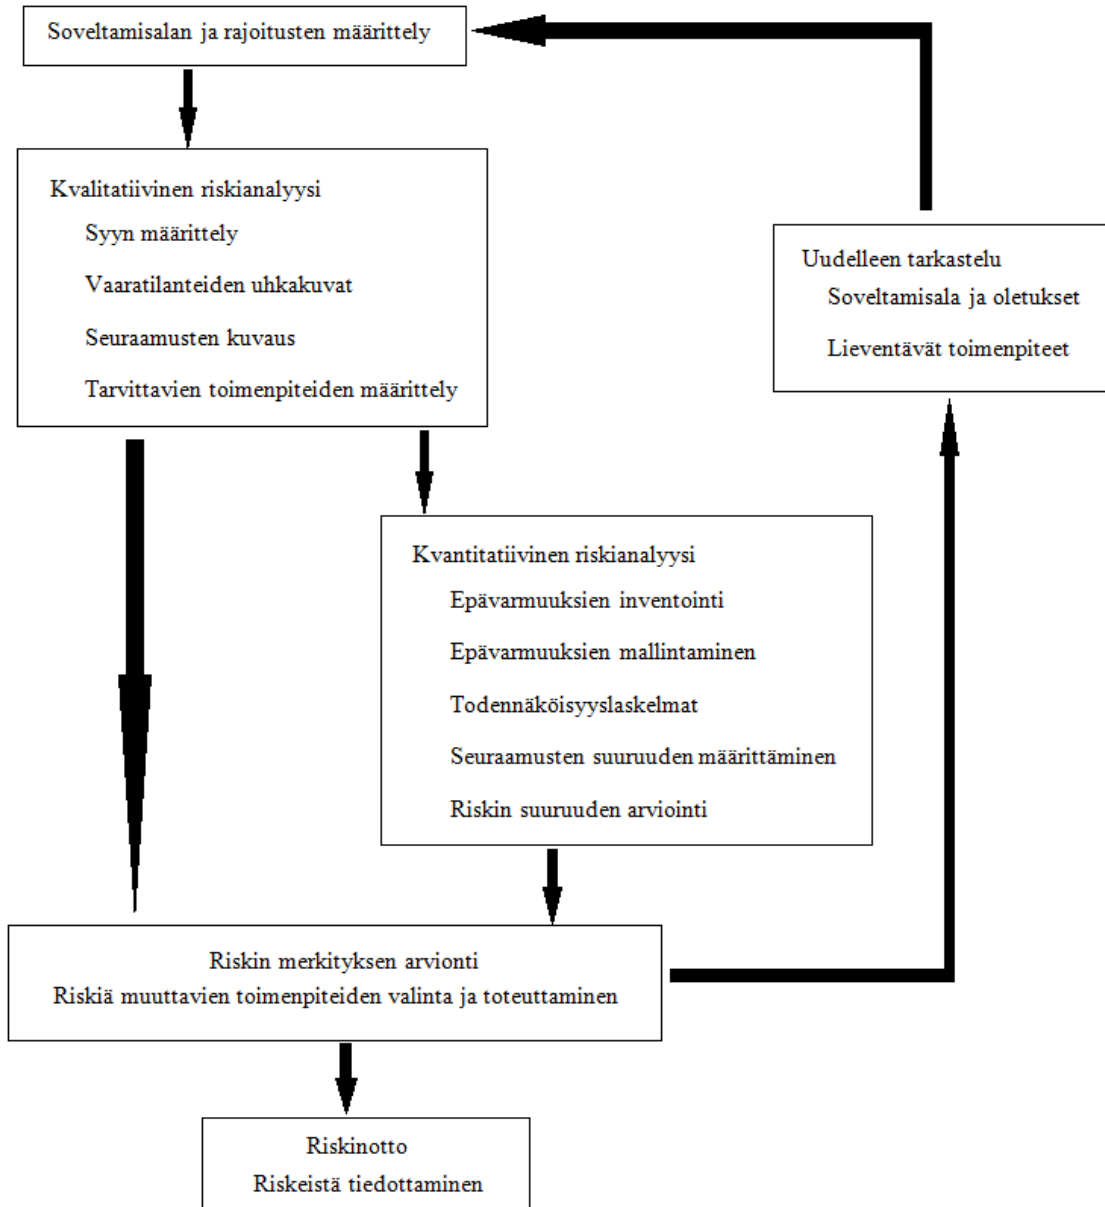 Soveltamisalan ja rajoitusten määrittely
Kvalitatiivinen riskianalyysi
Syyn määrittely
Vaaratilanteiden uhkakuvat
Seuraamusten kuvaus
Tarvittavien toimenpiteiden määrittely
Uudelleen tarkastelu
Soveltamisala ja oletukset
Lieventävät toimenpiteet
Kvantitatiivinen riskianalyysi
Epävarmuuksien inventointi
Epävarmuuksien mallintaminen
Todennäköisyyslaskelmat
Seuraamusten suuruuden määrittäminen
Riskin suuruuden arviointi
Riskin merkityksen arvionti
Riskiä muuttavien toimenpiteiden valinta ja toteuttaminen
Riskinotto
Riskeistä tiedottaminen